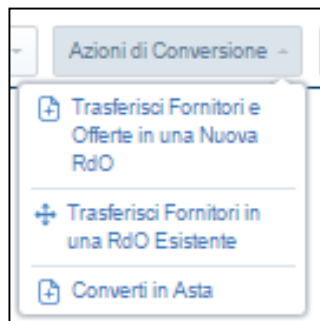 Azioni di Conversione
Trasferisci Fornitori e
Offerte in una Nuova
RdO
Trasferisci Fornitori in
una RdO Esistente
Converti in Asta